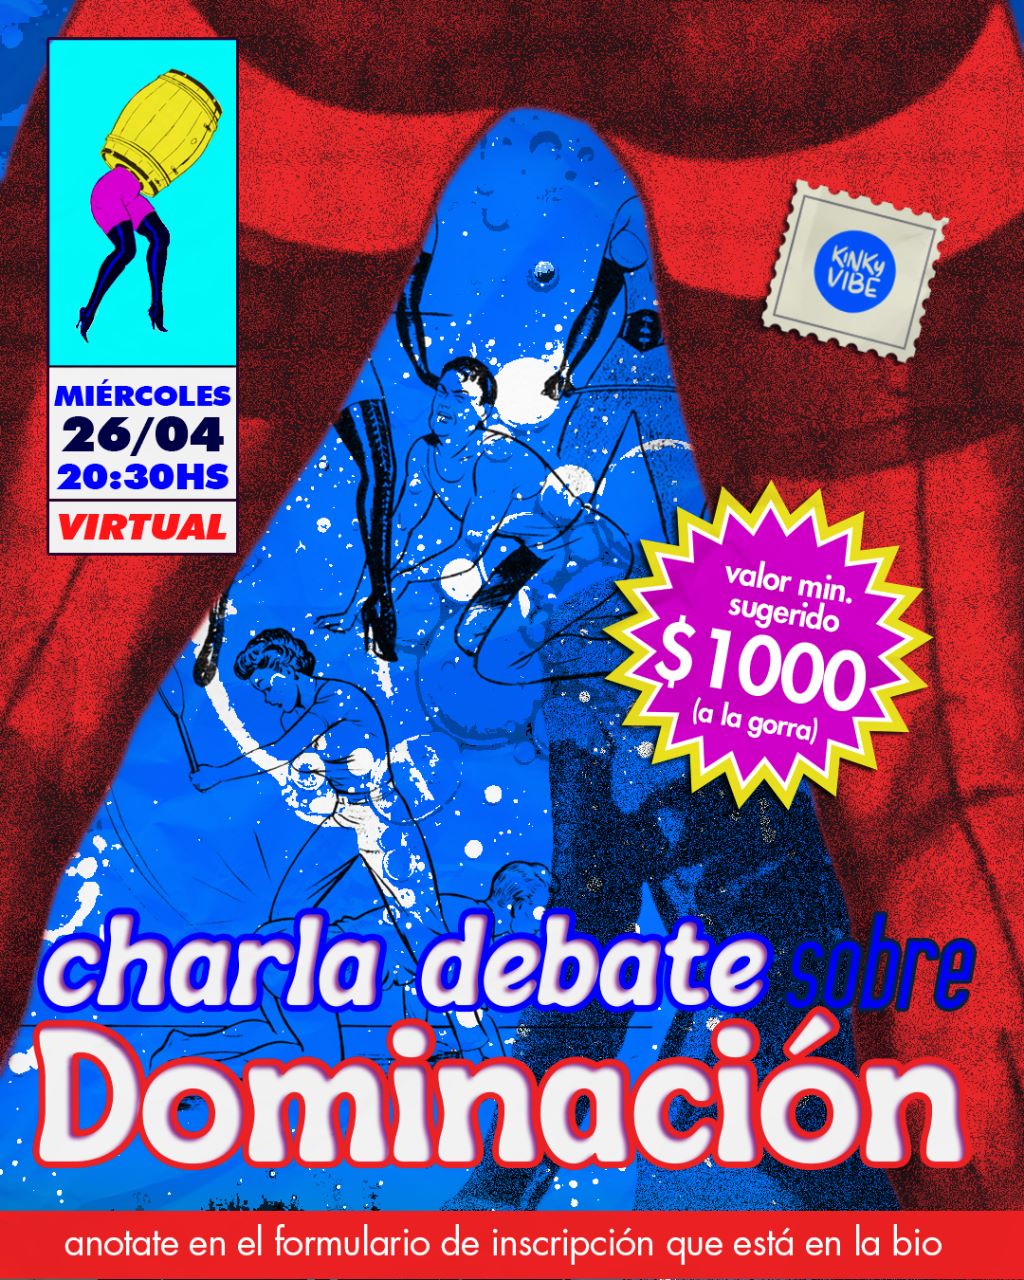 MIÉRCOLES
26/04
20:30HS
VIRTUAL
KINKY
VIBE
valor min.
sugerido
$1000
(a la gorra)
charla debate sobre
Dominación
anotate en el formulario de inscripción que está en la bio